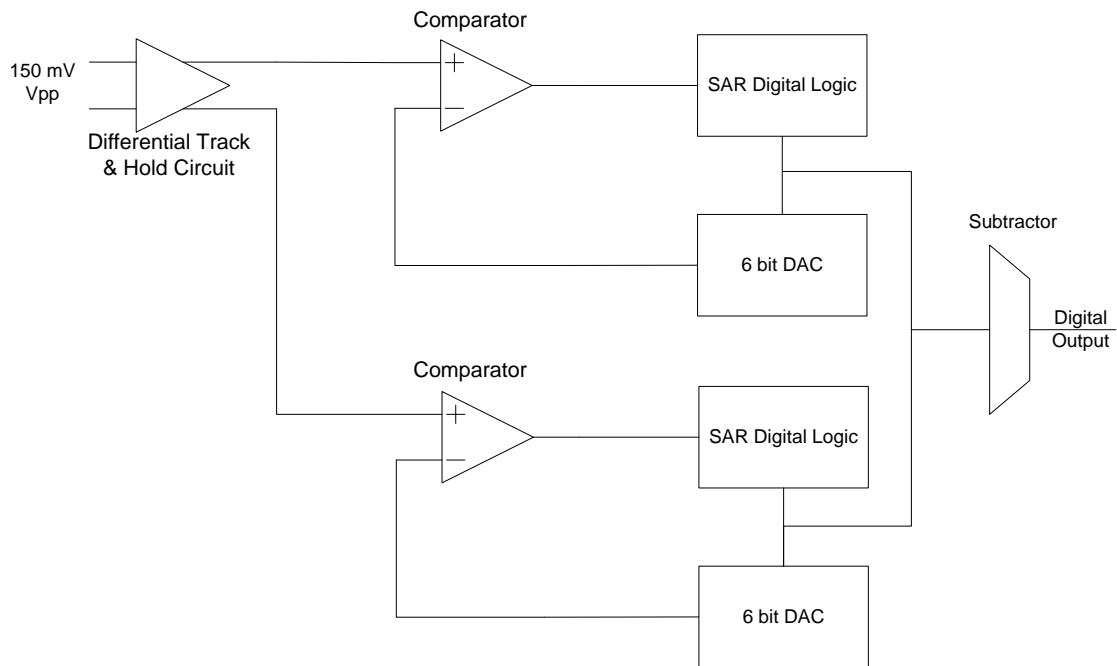 Comparator
150 mV
Vpp
+
−
SAR Digital Logic
Differential Track
& Hold Circuit
6 bit DAC
Subtractor
Digital
Output
Comparator
+
−
SAR Digital Logic
6 bit DAC